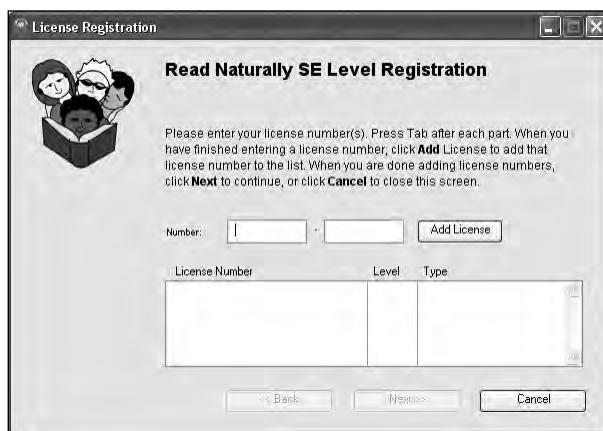 License Registration
Read Naturally SE Level Registration
Please enter your license number(s). Press Tab after each part. When you
have finished entering a license number, click Add License to add that
license number to the list. When you are done adding license numbers,
click Next to continue, or click Cancel to close this screen.
Number: - Add License
License Number Level Type
<< Back Next >> Cancel